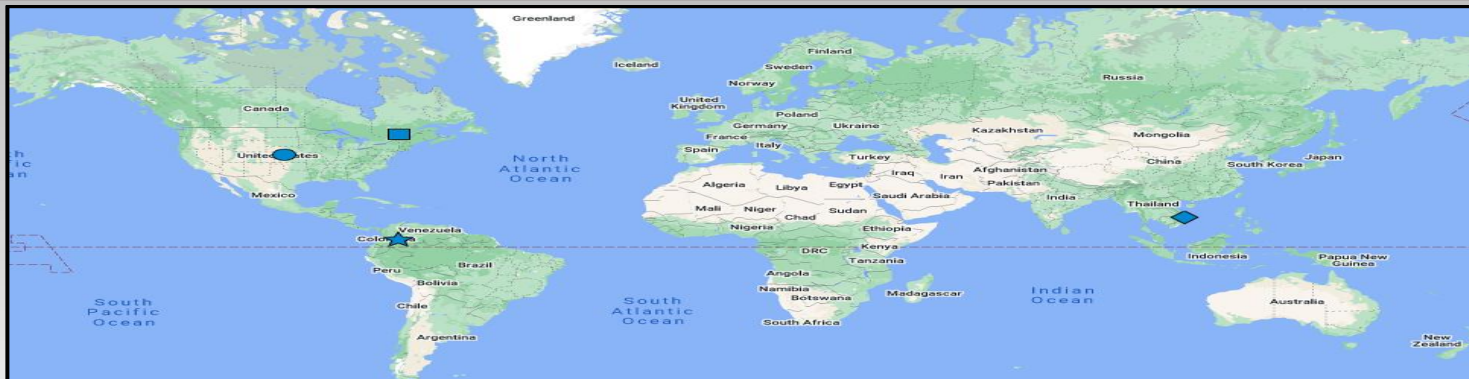 Greenland
Iceland
Finland
Sweden
Norway
Russia
United
Kingdom
Canada
Poland
Germany
Ukraine
France
Kazakhstan
Mongolia
Italy
Spain
Turkey
United States
North
Atlantic
Ocean
China
South Korea
Japan
Afghanistan
Iraq
Iran
Pakistan
Algeria
Libya
Egypt
Saudi Arabia
India
Mexico
Thailand
Mali
Niger
Chad
Sudan
Venezuela
Nigeria
Ethiopia
Kenya
DRC
Tanzania
Indonesia
Papua New
Guinea
Brazil
Peru
Bolivia
Angola
Namibia
Botswana
Madagascar
South
Pacific
Ocean
Chile
South
Atlantic
Ocean
Indian
Ocean
Australia
South Africa
Argentina
New
Zealand